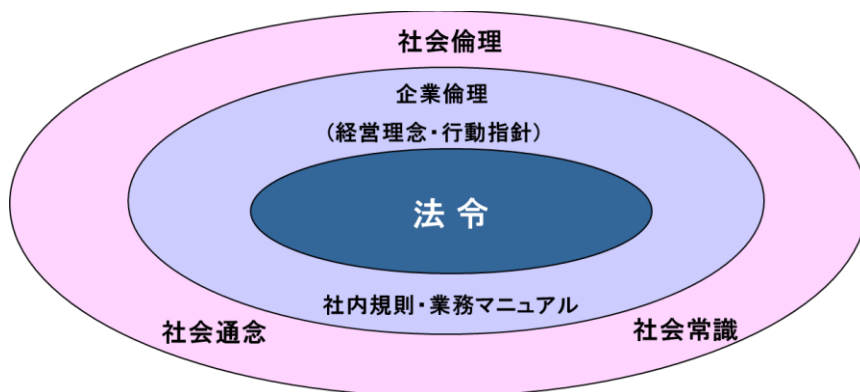 社会倫理
企業倫理
（経営理念・行動指針）
法 令
社内規則・業務マニュアル
社会通念
社会常識